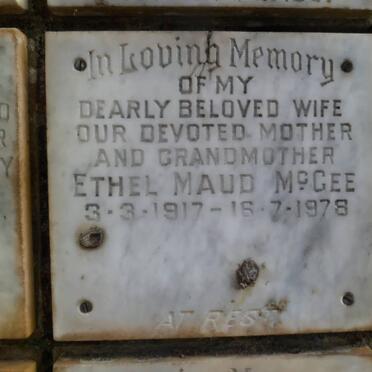 In Loving Memory
OF MY
DEARLY BELOVED WIFE
OUR DEVOTED MOTHER
AND GRANDMOTHER
ETHEL MAUD McGEE
3-3-1917-16-7-1978
AT REST